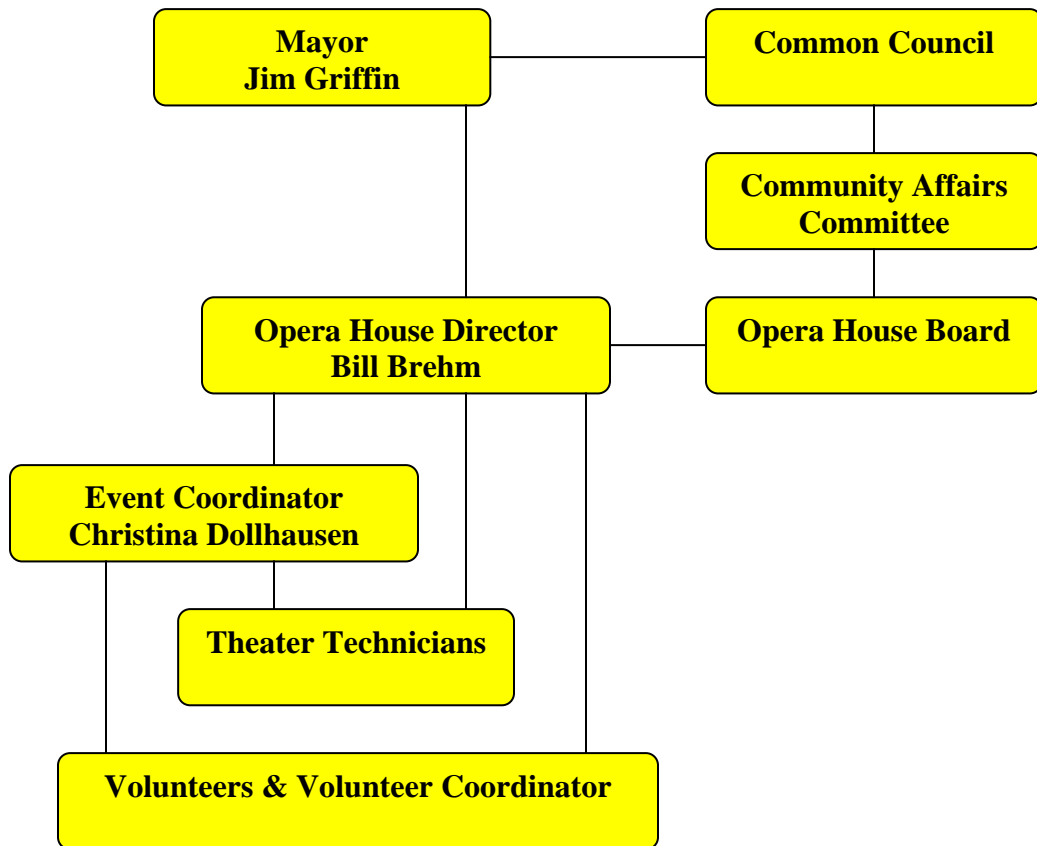 Mayor
Jim Griffin
Common Council
Community Affairs
Committee
Opera House Director
Bill Brehm
Opera House Board
Event Coordinator
Christina Dollhausen
Theater Technicians
Volunteers & Volunteer Coordinator